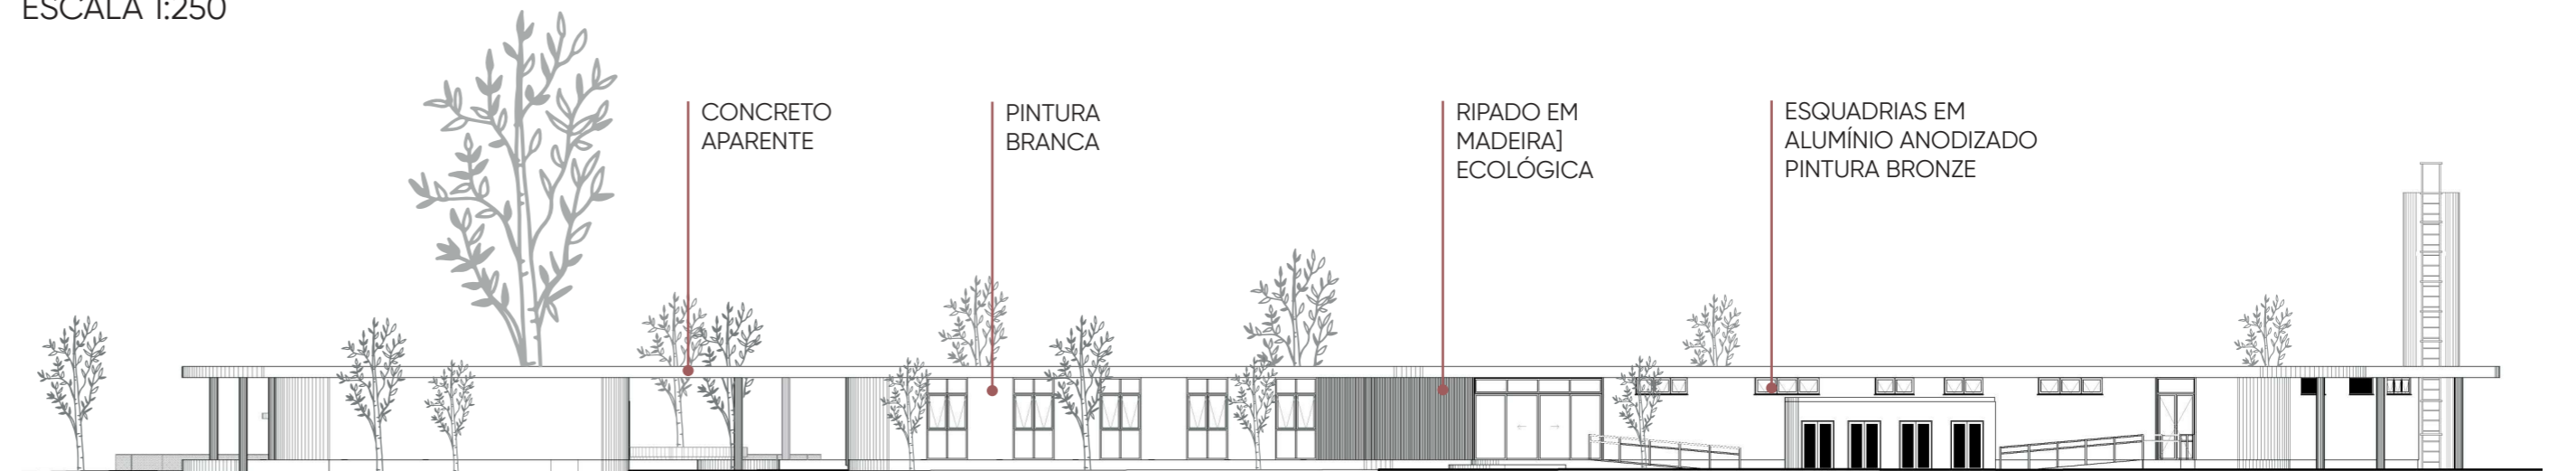 ESCALA 1:250
CONCRETO
APARENTE
PINTURA
BRANCA
RIPADO EM
MADEIRA]
ECOLÓGICA
ESQUADRIAS EM
ALUMÍNIO ANODIZADO
PINTURA BRONZE